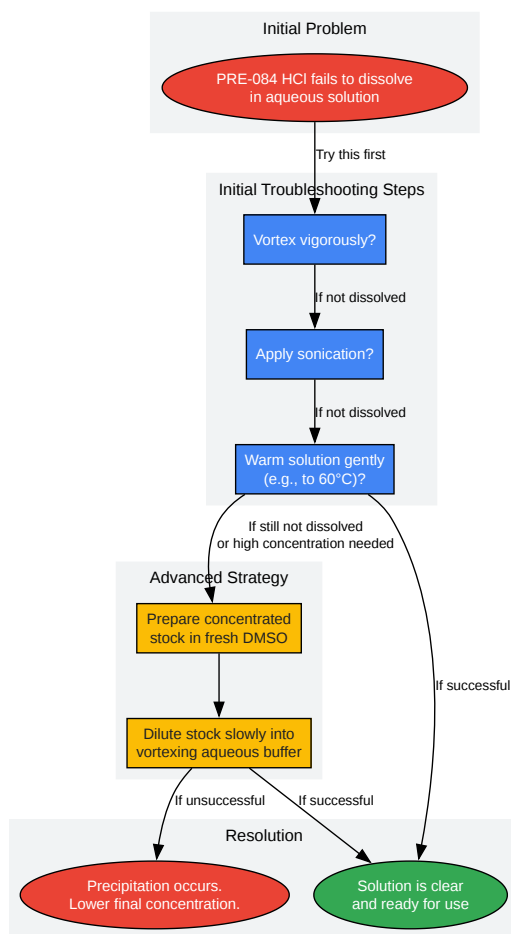 Initial Problem
PRE-084 HCl fails to dissolve
in aqueous solution
Try this first
Initial Troubleshooting Steps
Vortex vigorously?
If not dissolved
Apply sonication?
If not dissolved
Warm solution gently
(e.g., to 60°C)?
If still not dissolved
or high concentration needed
Advanced Strategy
Prepare concentrated
stock in fresh DMSO
If successful
Dilute stock slowly into
vortexing aqueous buffer
If unsuccessful
If successful
Resolution
Precipitation occurs.
Lower final concentration.
Solution is clear
and ready for use